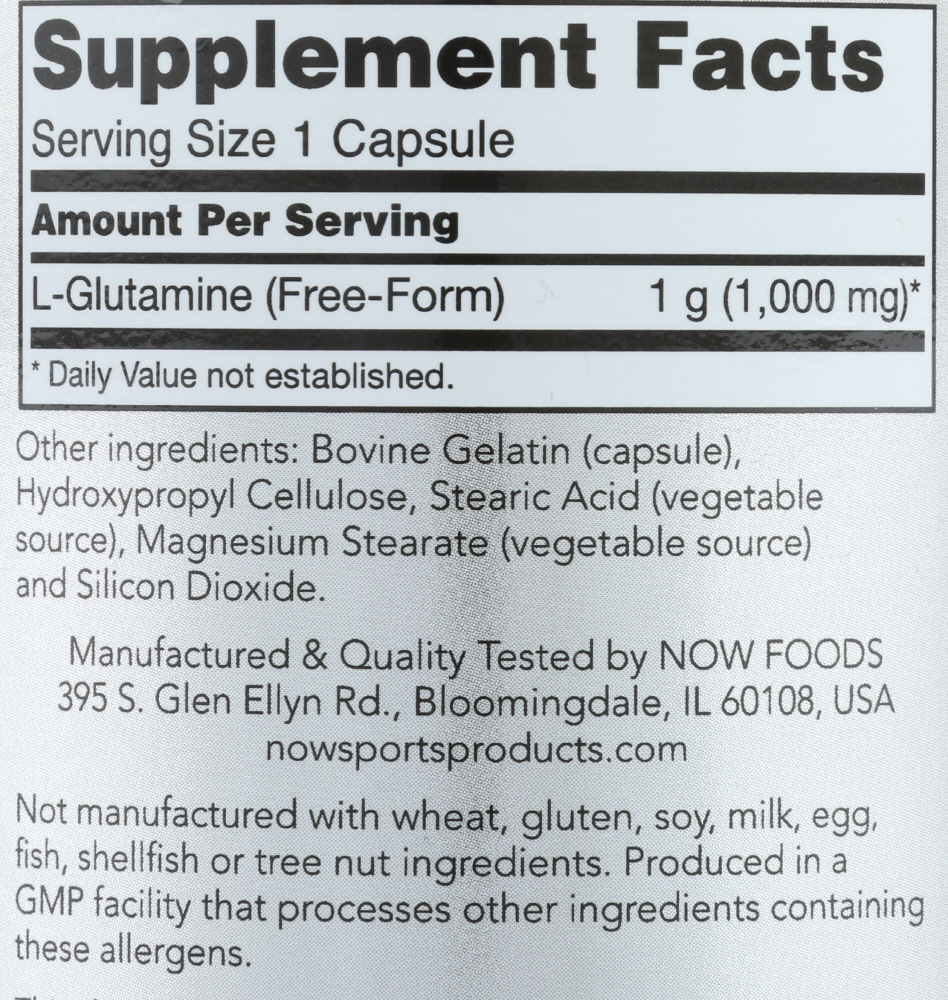 Supplement Facts
Serving Size 1 Capsule
Amount Per Serving
L-Glutamine (Free-Form) 1 g (1,000 mg)*
* Daily Value not established.
Other ingredients: Bovine Gelatin (capsule),
Hydroxypropyl Cellulose, Stearic Acid (vegetable
source), Magnesium Stearate (vegetable source)
and Silicon Dioxide.
Manufactured & Quality Tested by NOW FOODS
395 S. Glen Ellyn Rd., Bloomingdale, IL 60108, USA
nowsportsproducts.com
Not manufactured with wheat, gluten, soy, milk, egg,
fish, shellfish or tree nut ingredients. Produced in a
GMP facility that processes other ingredients containing
these allergens.